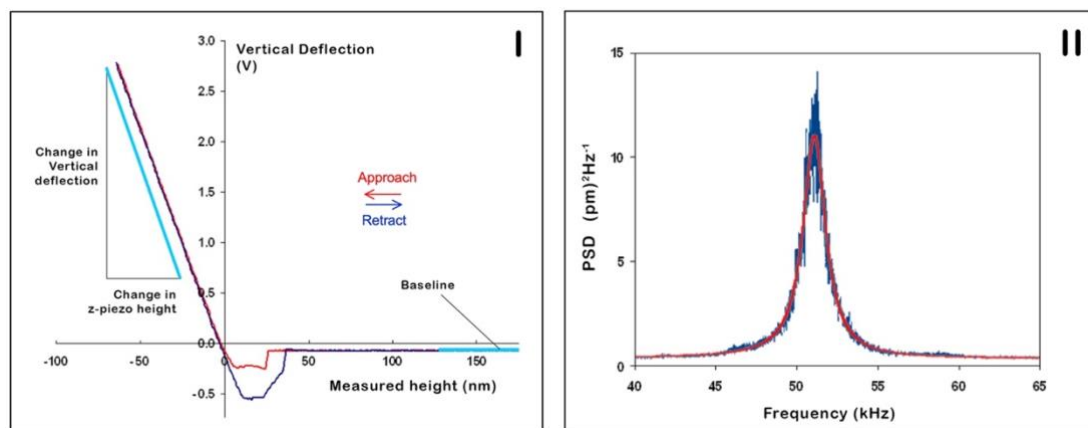 I
Vertical Deflection
(V)
3.0
2.5
2.0
1.5
1.0
0.5
-0.0
-0.5
Change in
Vertical
deflection
Change in
z-piezo height
Approach
Retract
Baseline
-100
-50
0
50
100
150
Measured height (nm)
II
PSD (pm)²Hz⁻¹
15
10
5
0
40
45
50
55
60
65
Frequency (kHz)